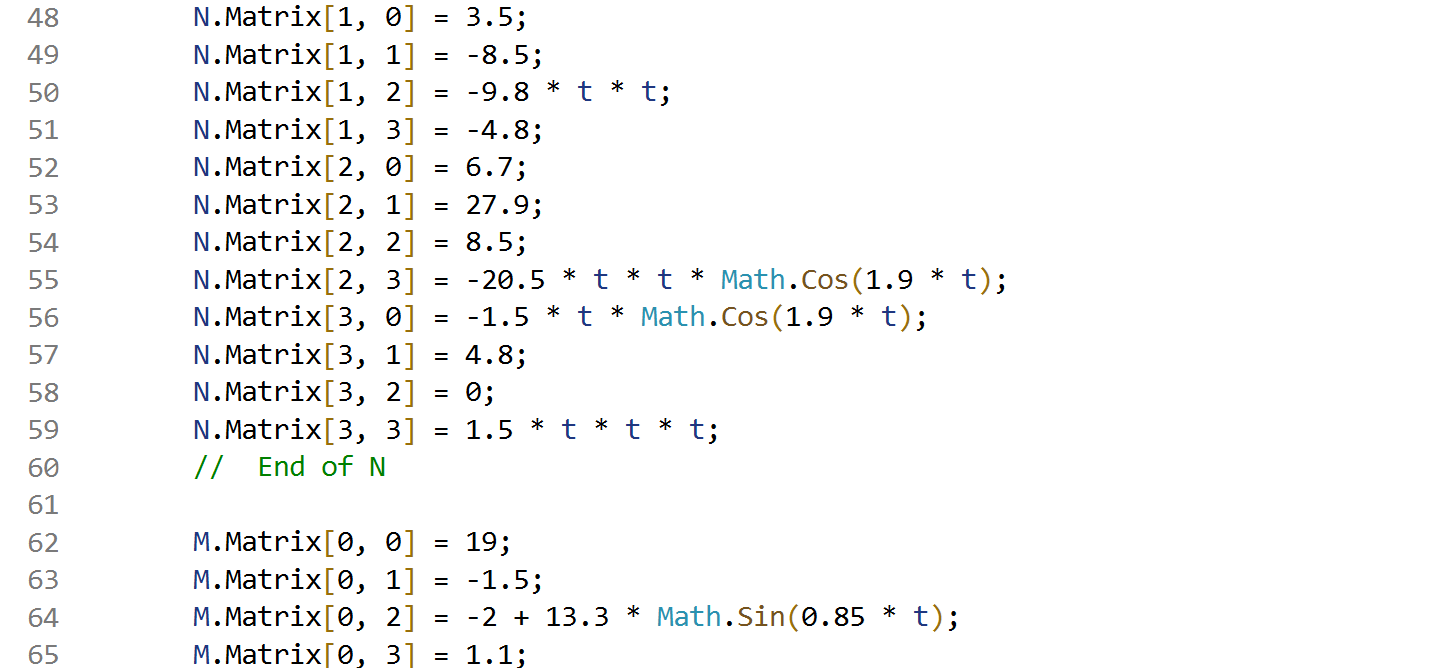 48 N.Matrix[1, 0] = 3.5;
49 N.Matrix[1, 1] = -8.5;
50 N.Matrix[1, 2] = -9.8 * t * t;
51 N.Matrix[1, 3] = -4.8;
52 N.Matrix[2, 0] = 6.7;
53 N.Matrix[2, 1] = 27.9;
54 N.Matrix[2, 2] = 8.5;
55 N.Matrix[2, 3] = -20.5 * t * t * Math.Cos(1.9 * t);
56 N.Matrix[3, 0] = -1.5 * t * Math.Cos(1.9 * t);
57 N.Matrix[3, 1] = 4.8;
58 N.Matrix[3, 2] = 0;
59 N.Matrix[3, 3] = 1.5 * t * t * t;
60 //  End of N
61
62 M.Matrix[0, 0] = 19;
63 M.Matrix[0, 1] = -1.5;
64 M.Matrix[0, 2] = -2 + 13.3 * Math.Sin(0.85 * t);
65 M.Matrix[0, 3] = 1.1;